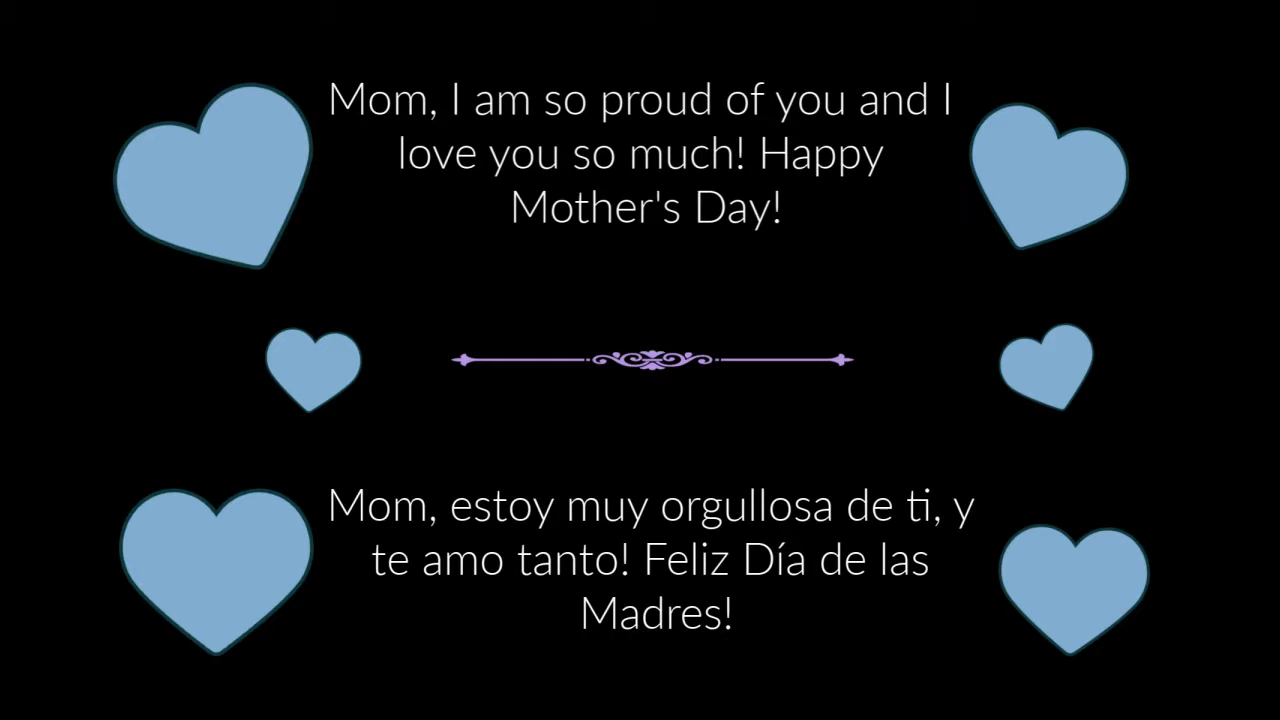 Mom, I am so proud of you and I
love you so much! Happy
Mother's Day!
Mom, estoy muy orgullosa de ti, y
te amo tanto! Feliz Día de las
Madres!